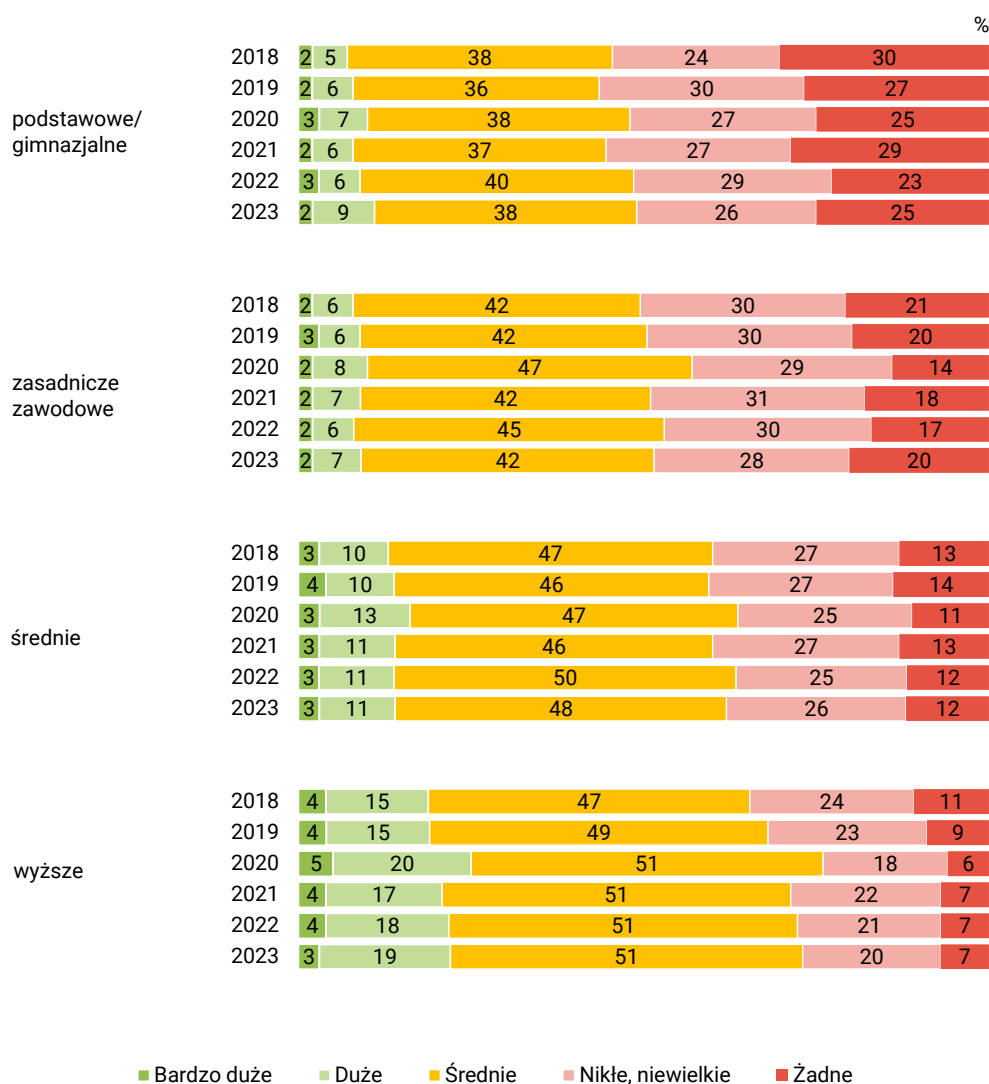 %
2018 2 5 38 24 30
2019 2 6 36 30 27
podstawowe/
gimnazjalne
2020 3 7 38 27 25
2021 2 6 37 27 29
2022 3 6 40 29 23
2023 2 9 38 26 25
2018 2 6 42 30 21
2019 3 6 42 30 20
2020 2 8 47 29 14
zasadnicze
zawodowe
2021 2 7 42 31 18
2022 2 6 45 30 17
2023 2 7 42 28 20
2018 3 10 47 27 13
2019 4 10 46 27 14
2020 3 13 47 25 11
średnie
2021 3 11 46 27 13
2022 3 11 50 25 12
2023 3 11 48 26 12
2018 4 15 47 24 11
2019 4 15 49 23 9
2020 5 20 51 18 6
wyższe
2021 4 17 51 22 7
2022 4 18 51 21 7
2023 3 19 51 20 7
Bardzo duże Duże Średnie Nikłe, niewielkie Żadne